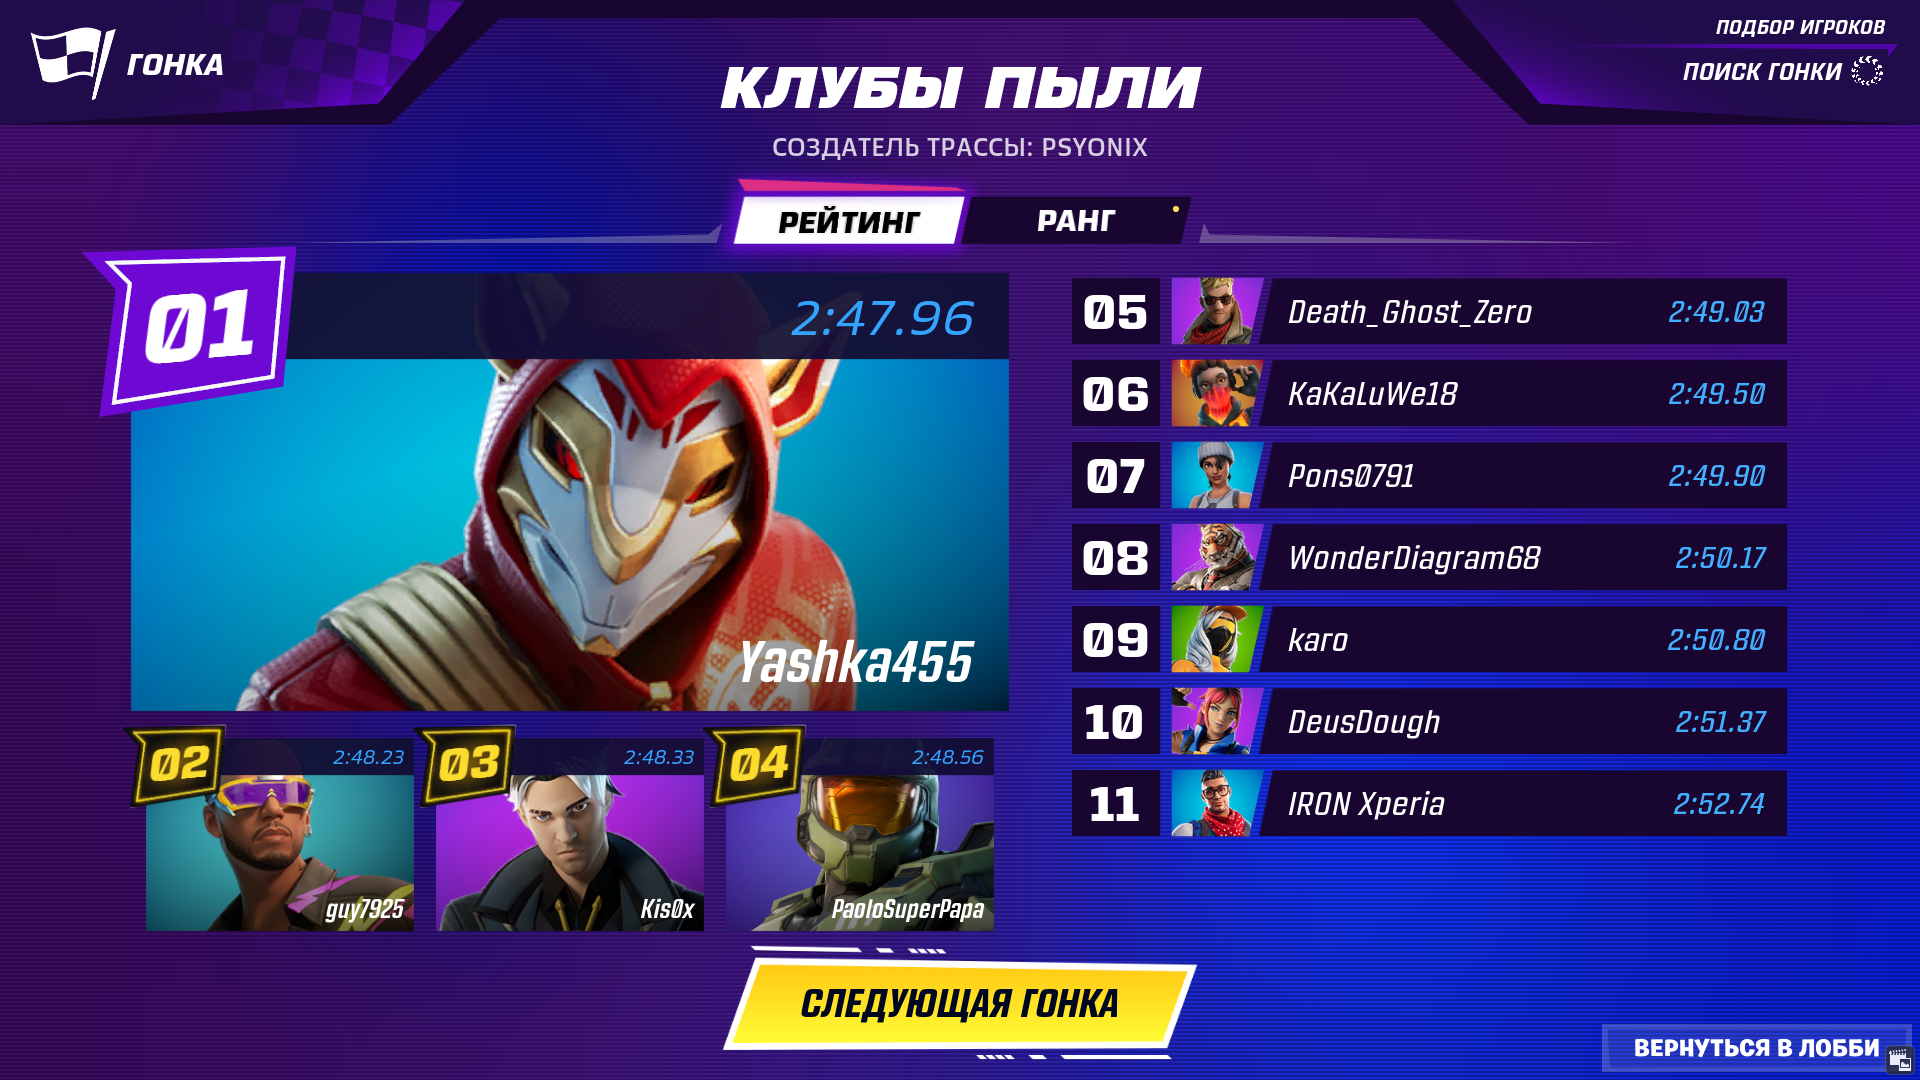 ГОНКА
ПОДБОР ИГРОКОВ
ПОИСК ГОНКИ
КЛУБЫ ПЫЛИ
СОЗДАТЕЛЬ ТРАССЫ: PSYONIX
РЕЙТИНГ
РАНГ
01
2:47.96
Yashka455
02
2:48.23
guy7925
03
2:48.33
Kis0x
04
2:48.56
PaoloSuperPapa
05 Death_Ghost_Zero 2:49.03
06 KaKaLuWe18 2:49.50
07 Pons0791 2:49.90
08 WonderDiagram68 2:50.17
09 karo 2:50.80
10 DeusDough 2:51.37
11 IRON Xperia 2:52.74
СЛЕДУЮЩАЯ ГОНКА
ВЕРНУТЬСЯ В ЛОББИ